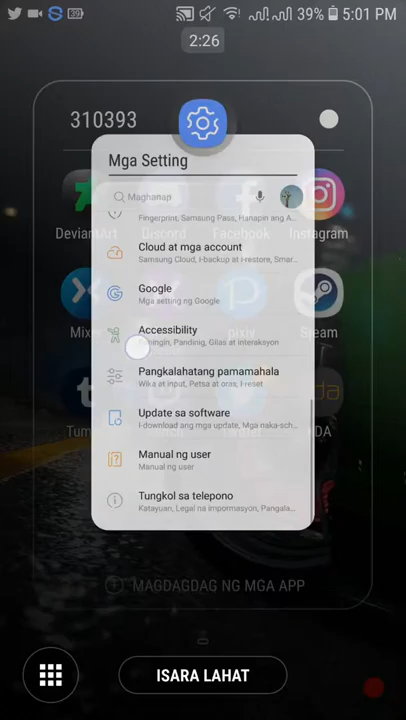 39
39% 5:01 PM
2:26
310393
Mga Setting
Maghanap
Fingerprint, Samsung Pass, Hanapin ang A...
DeviantArt Discord Facebook Instagram
Cloud at mga account
Samsung Cloud, I-backup at I-restore, Smar...
Google
Mga setting ng Google
pixiv Steam
Accessibility
Paningin, Pandinig, Gilas at interaksyon
Pangkalahatang pamamahala
Wika at input, Petsa at oras, I-reset
Update sa software
I-download ang mga update, Mga naka-sch...
Manual ng user
Manual ng user
Tungkol sa telepono
Katayuan, Legal na impormasyon, Pangala...
MAGDAGDAG NG MGA APP
ISARA LAHAT